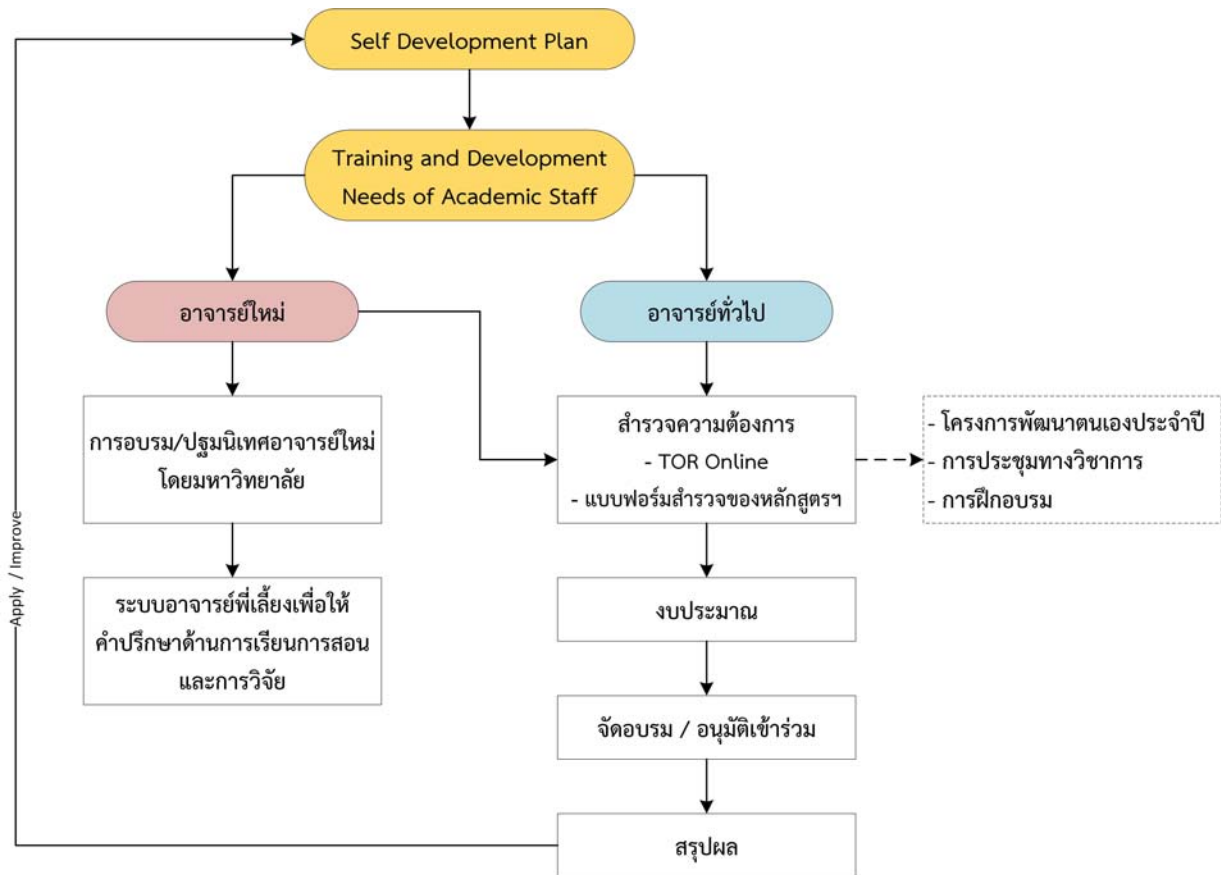 Self Development Plan
Training and Development
Needs of Academic Staff
อาจารย์ใหม่
อาจารย์ทั่วไป
การอบรม/ปฐมนิเทศอาจารย์ใหม่
โดยมหาวิทยาลัย
สำรวจความต้องการ
- TOR Online
- แบบฟอร์มสำรวจของหลักสูตรฯ
- โครงการพัฒนาตนเองประจำปี
- การประชุมทางวิชาการ
- การฝึกอบรม
ระบบอาจารย์พี่เลี้ยงเพื่อให้
คำปรึกษาด้านการเรียนการสอน
และการวิจัย
งบประมาณ
จัดอบรม / อนุมัติเข้าร่วม
สรุปผล
Apply / Improve